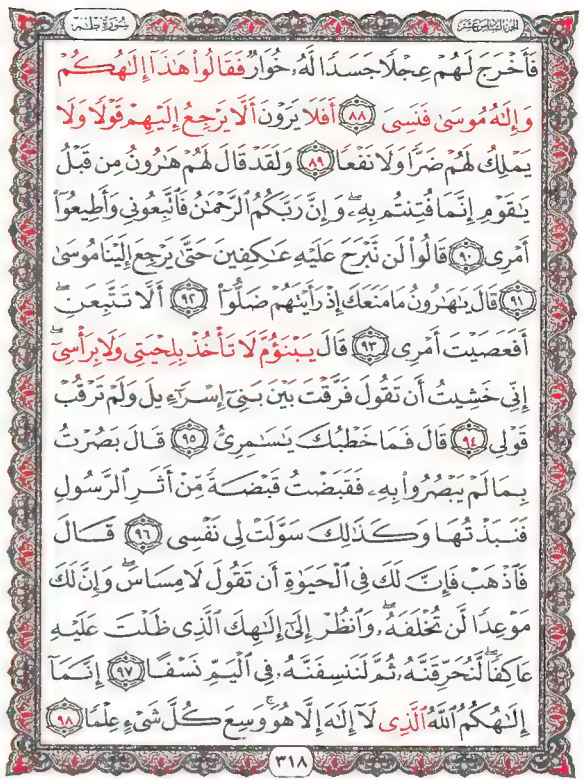 سورة طه
الجزء السادس عشر
فَأَخْرَجَ لَهُمْ عِجْلًا جَسَدًا لَّهُۥ خُوَارٌ فَقَالُوا۟ هَـٰذَآ إِلَـٰهُكُمْ
وَإِلَـٰهُ مُوسَىٰ فَنَسِىَ ٨٨ أَفَلَا يَرَوْنَ أَلَّا يَرْجِعُ إِلَيْهِمْ قَوْلًا وَلَا
يَمْلِكُ لَهُمْ ضَرًّا وَلَا نَفْعًا ٨٩ وَلَقَدْ قَالَ لَهُمْ هَـٰرُونُ مِن قَبْلُ
يَـٰقَوْمِ إِنَّمَا فُتِنتُم بِهِۦ ۖ وَإِنَّ رَبَّكُمُ ٱلرَّحْمَـٰنُ فَٱتَّبِعُونِى وَأَطِيعُوٓا۟
أَمْرِى ٩٠ قَالُوا۟ لَن نَّبْرَحَ عَلَيْهِ عَـٰكِفِينَ حَتَّىٰ يَرْجِعَ إِلَيْنَا مُوسَىٰ
٩١ قَالَ يَـٰهَـٰرُونُ مَا مَنَعَكَ إِذْ رَأَيْتَهُمْ ضَلُّوٓا۟ ٩٢ أَلَّا تَتَّبِعَنِ ۖ
أَفَعَصَيْتَ أَمْرِى ٩٣ قَالَ يَبْنَؤُمَّ لَا تَأْخُذْ بِلِحْيَتِى وَلَا بِرَأْسِىٓ ۖ
إِنِّى خَشِيتُ أَن تَقُولَ فَرَّقْتَ بَيْنَ بَنِىٓ إِسْرَٰٓءِيلَ وَلَمْ تَرْقُبْ
قَوْلِى ٩٤ قَالَ فَمَا خَطْبُكَ يَـٰسَـٰمِرِىُّ ٩٥ قَالَ بَصُرْتُ
بِمَا لَمْ يَبْصُرُوا۟ بِهِۦ فَقَبَضْتُ قَبْضَةً مِّنْ أَثَرِ ٱلرَّسُولِ
فَنَبَذْتُهَا وَكَذَٰلِكَ سَوَّلَتْ لِى نَفْسِى ٩٦ قَالَ
فَٱذْهَبْ فَإِنَّ لَكَ فِى ٱلْحَيَوٰةِ أَن تَقُولَ لَا مِسَاسَ ۖ وَإِنَّ لَكَ
مَوْعِدًا لَّن تُخْلَفَهُۥ ۖ وَٱنظُرْ إِلَىٰٓ إِلَـٰهِكَ ٱلَّذِى ظَلْتَ عَلَيْهِ
عَاكِفًا ۖ لَّنُحَرِّقَنَّهُۥ ثُمَّ لَنَنسِفَنَّهُۥ فِى ٱلْيَمِّ نَسْفًا ٩٧ إِنَّمَآ
إِلَـٰهُكُمُ ٱللَّهُ ٱلَّذِى لَآ إِلَـٰهَ إِلَّا هُوَ ۚ وَسِعَ كُلَّ شَىْءٍ عِلْمًا ٩٨
٣١٨